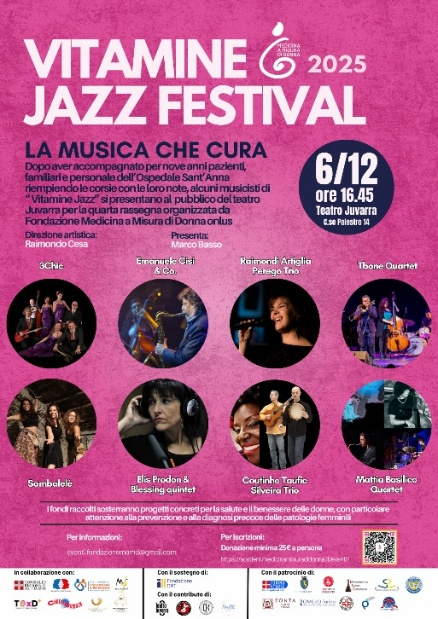 VITAMINE
MEDICINA
A MISURA
DI DONNA
2025
JAZZ FESTIVAL
LA MUSICA CHE CURA
Dopo aver accompagnato per nove anni pazienti,
familiari e personale dell'Ospedale Sant'Anna
riempiendo le corsie con le loro note, alcuni musicisti di
"Vitamine Jazz" si presentano al pubblico del teatro
Juvarra per la quarta rassegna organizzata da
Fondazione Medicina a Misura di Donna onlus
6/12
ore 16.45
Teatro Juvarra
C.so Palestro 14
Direzione artistica:
Raimondo Cesa
Presenta:
Marco Basso
3Chic
Emanuele Cisi
& Co.
Raimondi Artiglia
Perego Trio
Tbone Quartet
Sambalelê
Elis Prodon &
Blessing quintet
Coutinho Taufic
Silveira Trio
Mattia Basilico
Quartet
I fondi raccolti sosterranno progetti concreti per la salute e il benessere delle donne, con particolare
attenzione alla prevenzione e alla diagnosi precoce delle patologie femminili
Per informazioni:
eventi.fondazionemamd@gmail.com
Per iscrizioni:
Donazione minima 25€ a persona
In collaborazione con:
Con il sostegno di:
Fondazione
CRT
Con il contributo di:
Con il patrocinio di: